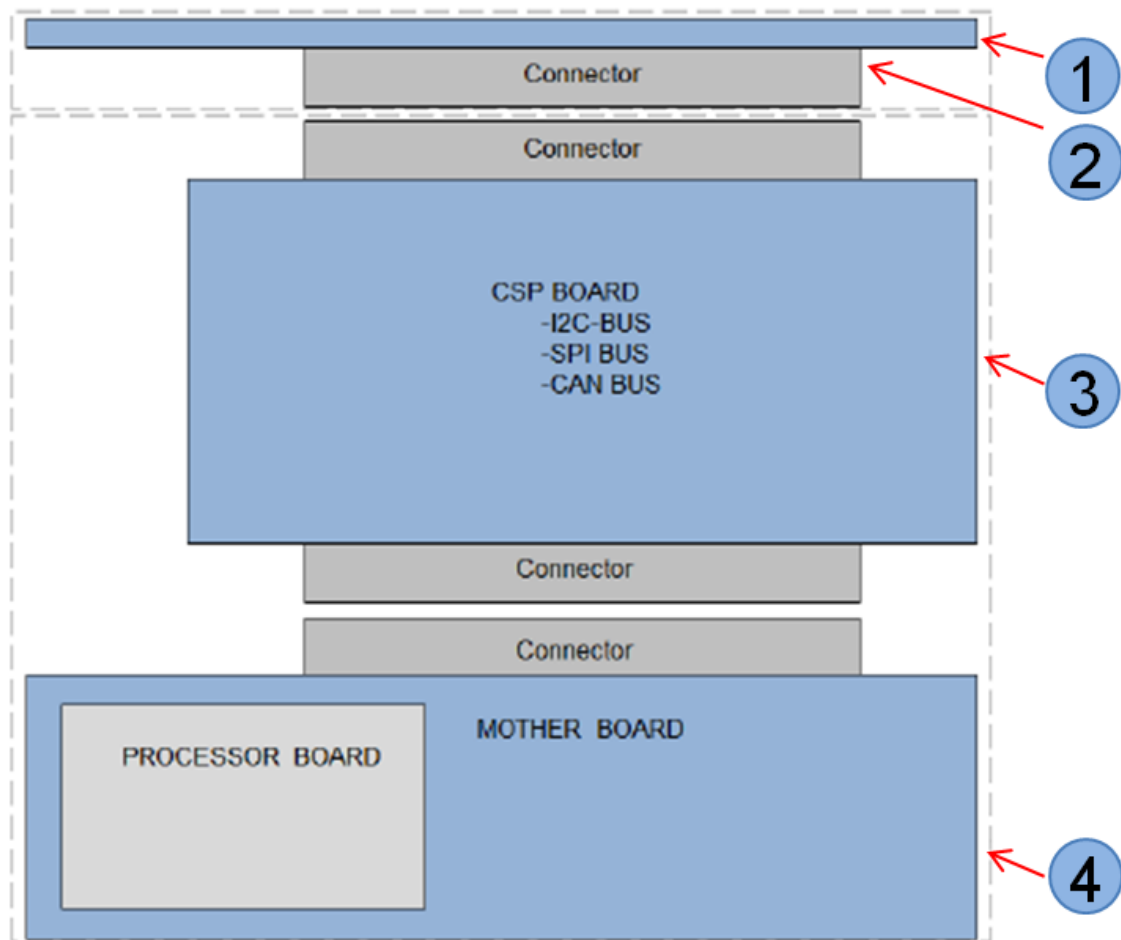 Connector
1
Connector
2
CSP BOARD
-I2C-BUS
-SPI BUS
-CAN BUS
3
Connector
Connector
MOTHER BOARD
PROCESSOR BOARD
4